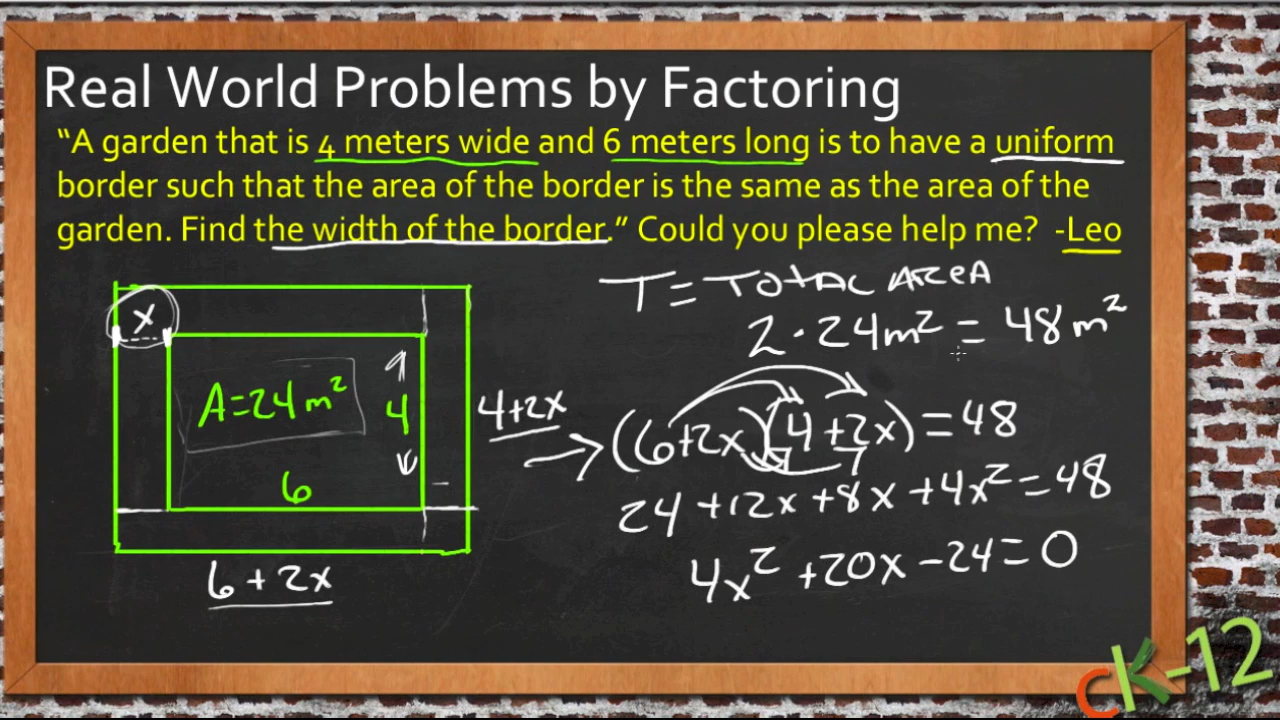 Real World Problems by Factoring
“A garden that is 4 meters wide and 6 meters long is to have a uniform
border such that the area of the border is the same as the area of the
garden. Find the width of the border.” Could you please help me? -Leo
T = TOTAL AREA
2 · 24m² = 48m²
x
A=24m²
4
6
4+2x
6+2x
(6+2x)(4+2x)=48
24+12x+8x+4x²=48
4x²+20x-24=0
cK-12